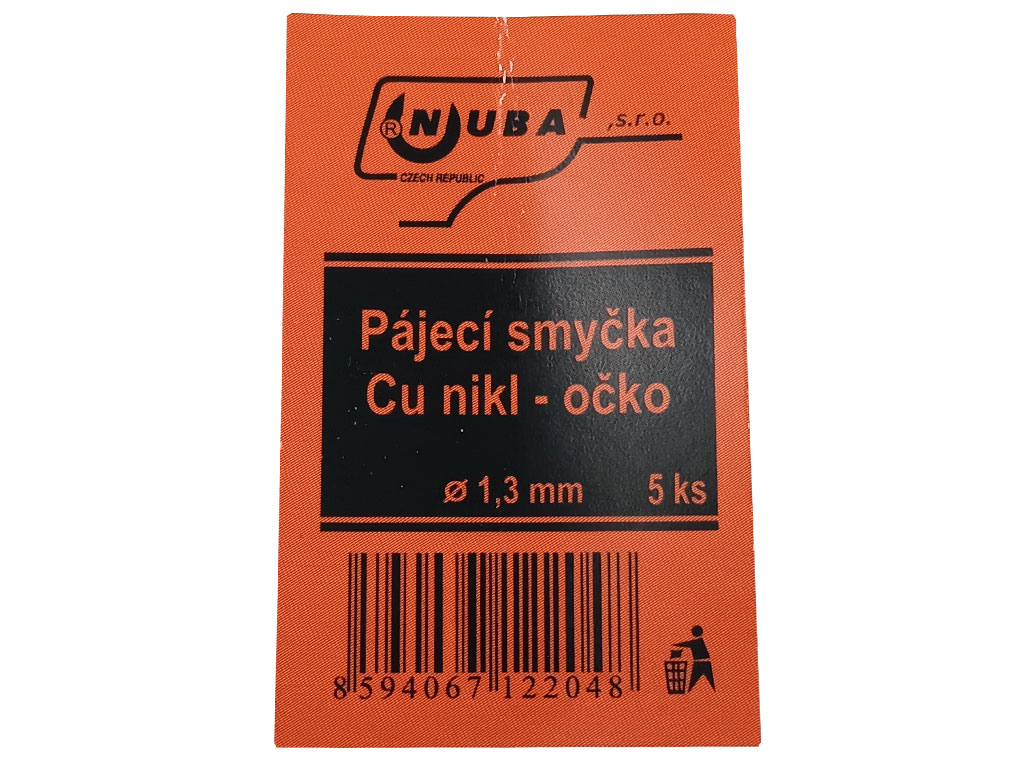 ® NUBA ,s.r.o.
CZECH REPUBLIC
Pájecí smyčka
Cu nikl - očko
ø 1,3 mm 5 ks
8 594067 122048